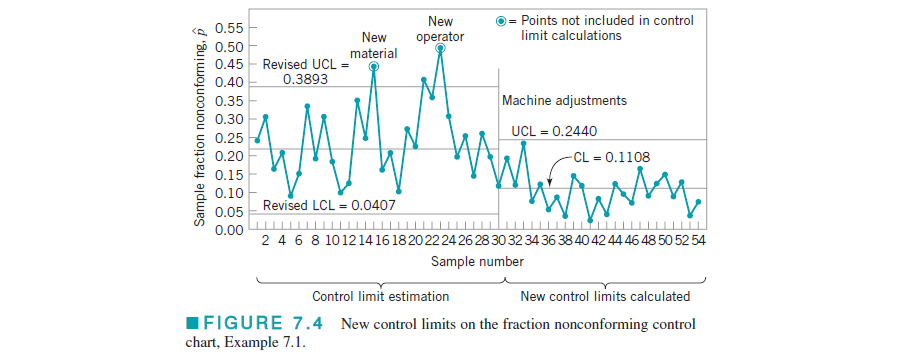 Sample fraction nonconforming, p̂
0.55
0.50
0.45
0.40
0.35
0.30
0.25
0.20
0.15
0.10
0.05
0.00
New
material
New
operator
= Points not included in control
limit calculations
Revised UCL =
0.3893
Machine adjustments
UCL = 0.2440
CL = 0.1108
Revised LCL = 0.0407
2 4 6 8 10 12 14 16 18 20 22 24 26 28 30 32 34 36 38 40 42 44 46 48 50 52 54
Sample number
Control limit estimation
New control limits calculated
FIGURE 7.4 New control limits on the fraction nonconforming control
chart, Example 7.1.